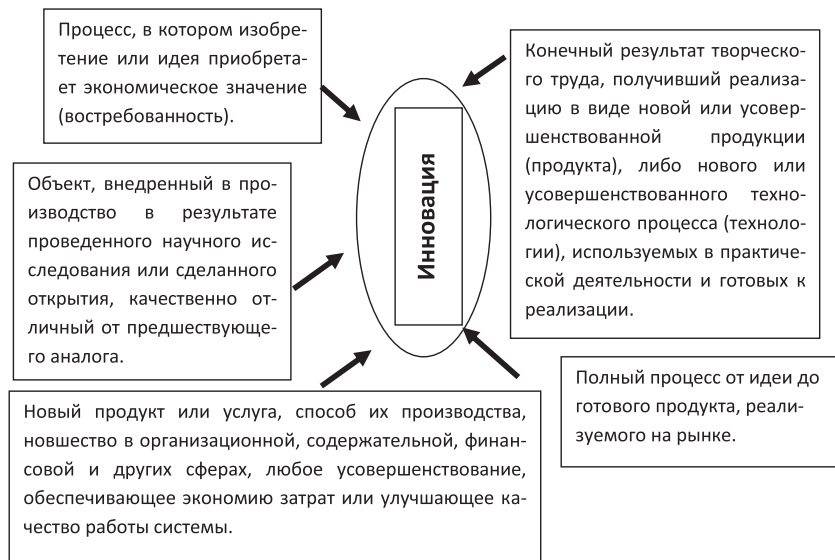 Процесс, в котором изобре-
тение или идея приобрета-
ет экономическое значение
(востребованность).
Конечный результат творческо-
го труда, получивший реализа-
цию в виде новой или усовер-
шенствованной продукции
(продукта), либо нового или
усовершенствованного техно-
логического процесса (техноло-
гии), используемых в практиче-
ской деятельности и готовых к
реализации.
Инновация
Объект, внедренный в про-
изводство в результате
проведенного научного ис-
следования или сделанного
открытия, качественно от-
личный от предшествующе-
го аналога.
Полный процесс от идеи до
готового продукта, реали-
зуемого на рынке.
Новый продукт или услуга, способ их производства,
новшество в организационной, содержательной, финан-
совой и других сферах, любое усовершенствование,
обеспечивающее экономию затрат или улучшающее ка-
чество работы системы.